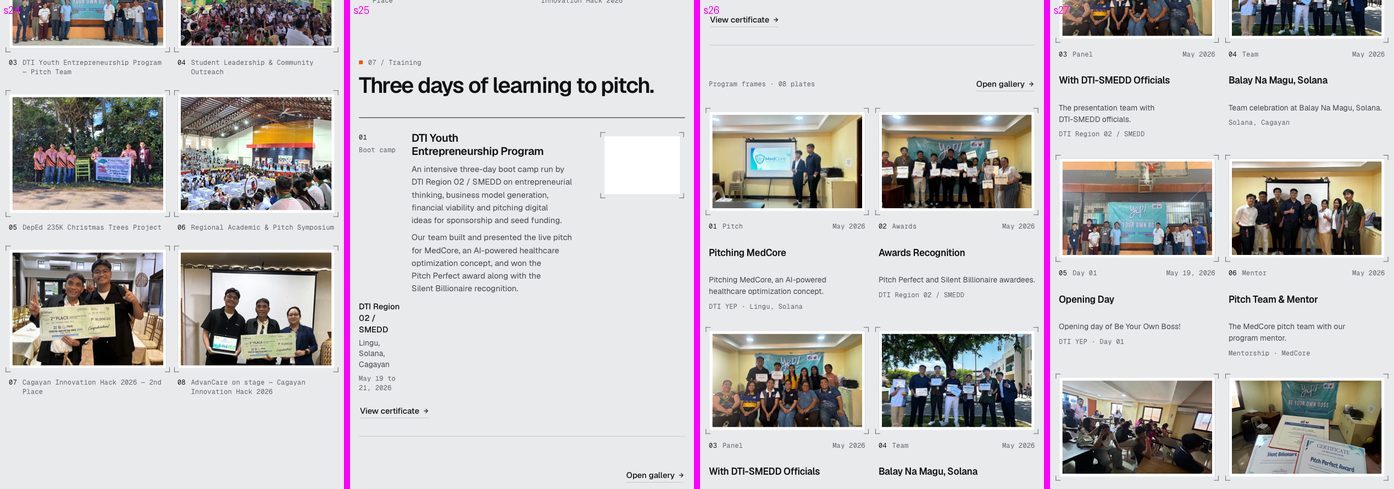 s24
03 DTI Youth Entrepreneurship Program
— Pitch Team
04 Student Leadership & Community
Outreach
05 DepEd 235K Christmas Trees Project
06 Regional Academic & Pitch Symposium
07 Cagayan Innovation Hack 2026 — 2nd
Place
08 AdvanCare on stage — Cagayan
Innovation Hack 2026
s25
Place
Innovation Hack 2026
07 / Training
Three days of learning to pitch.
01
Boot camp
DTI Youth
Entrepreneurship Program
An intensive three-day boot camp run by
DTI Region 02 / SMEDD on entrepreneurial
thinking, business model generation,
financial viability and pitching digital
ideas for sponsorship and seed funding.
Our team built and presented the live pitch
for MedCore, an AI-powered healthcare
optimization concept, and won the
Pitch Perfect award along with the
Silent Billionaire recognition.
DTI Region
02 /
SMEDD
Lingu,
Solana,
Cagayan
May 19 to
21, 2026
View certificate →
Open gallery →
s26
View certificate →
Program frames · 08 plates
Open gallery →
MedCore
01 Pitch May 2026
Pitching MedCore
Pitching MedCore, an AI-powered
healthcare optimization concept.
DTI YEP · Lingu, Solana
02 Awards May 2026
Awards Recognition
Pitch Perfect and Silent Billionaire awardees.
DTI Region 02 / SMEDD
03 Panel May 2026
With DTI-SMEDD Officials
04 Team May 2026
Balay Na Magu, Solana
s27
03 Panel May 2026
With DTI-SMEDD Officials
The presentation team with
DTI-SMEDD officials.
DTI Region 02 / SMEDD
04 Team May 2026
Balay Na Magu, Solana
Team celebration at Balay Na Magu, Solana.
Solana, Cagayan
05 Day 01 May 19, 2026
Opening Day
Opening day of Be Your Own Boss!
DTI YEP · Day 01
06 Mentor May 2026
Pitch Team & Mentor
The MedCore pitch team with our
program mentor.
Mentorship · MedCore
BE YOUR OWN BOSS
CERTIFICATE
Silent Billionaire
Pitch Perfect Award